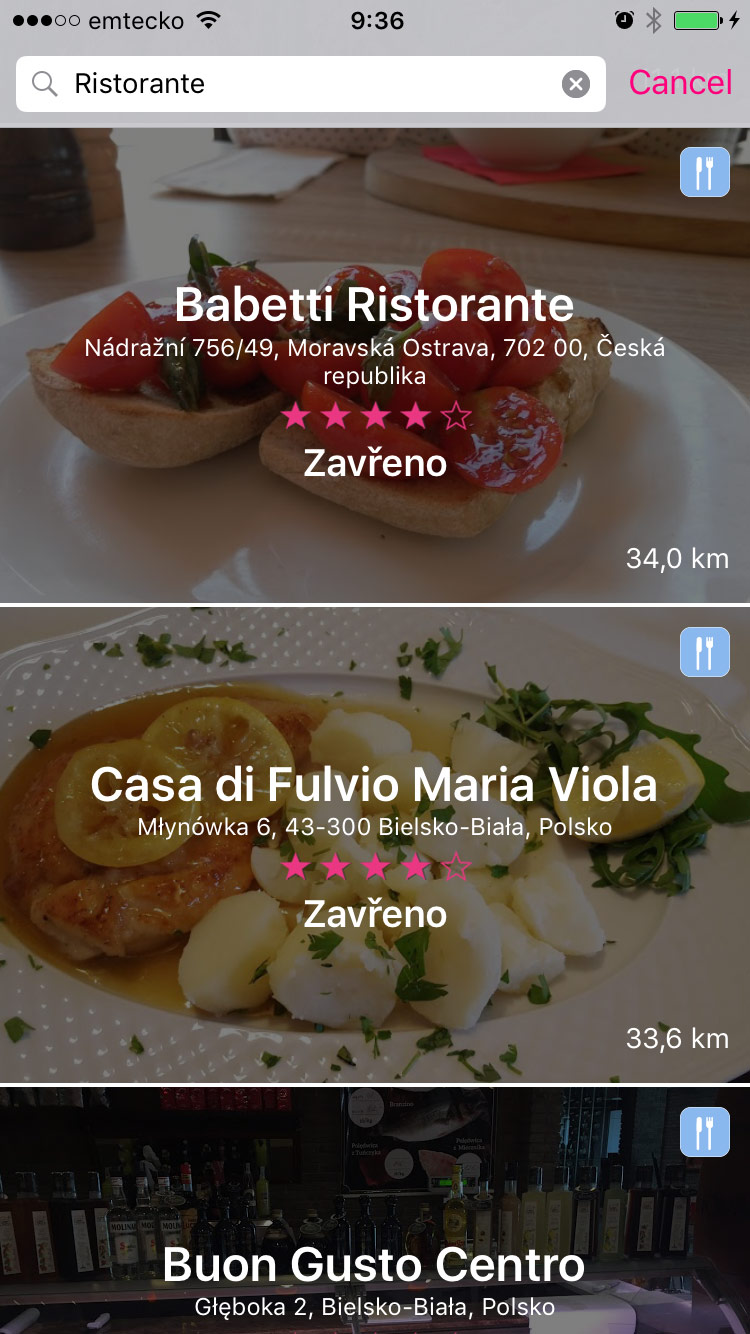 emtecko
9:36
Ristorante
Cancel
Babetti Ristorante
Nádražní 756/49, Moravská Ostrava, 702 00, Česká
republika
Zavřeno
34,0 km
Casa di Fulvio Maria Viola
Młynówka 6, 43-300 Bielsko-Biała, Polsko
Zavřeno
33,6 km
Buon Gusto Centro
Głęboka 2, Bielsko-Biała, Polsko